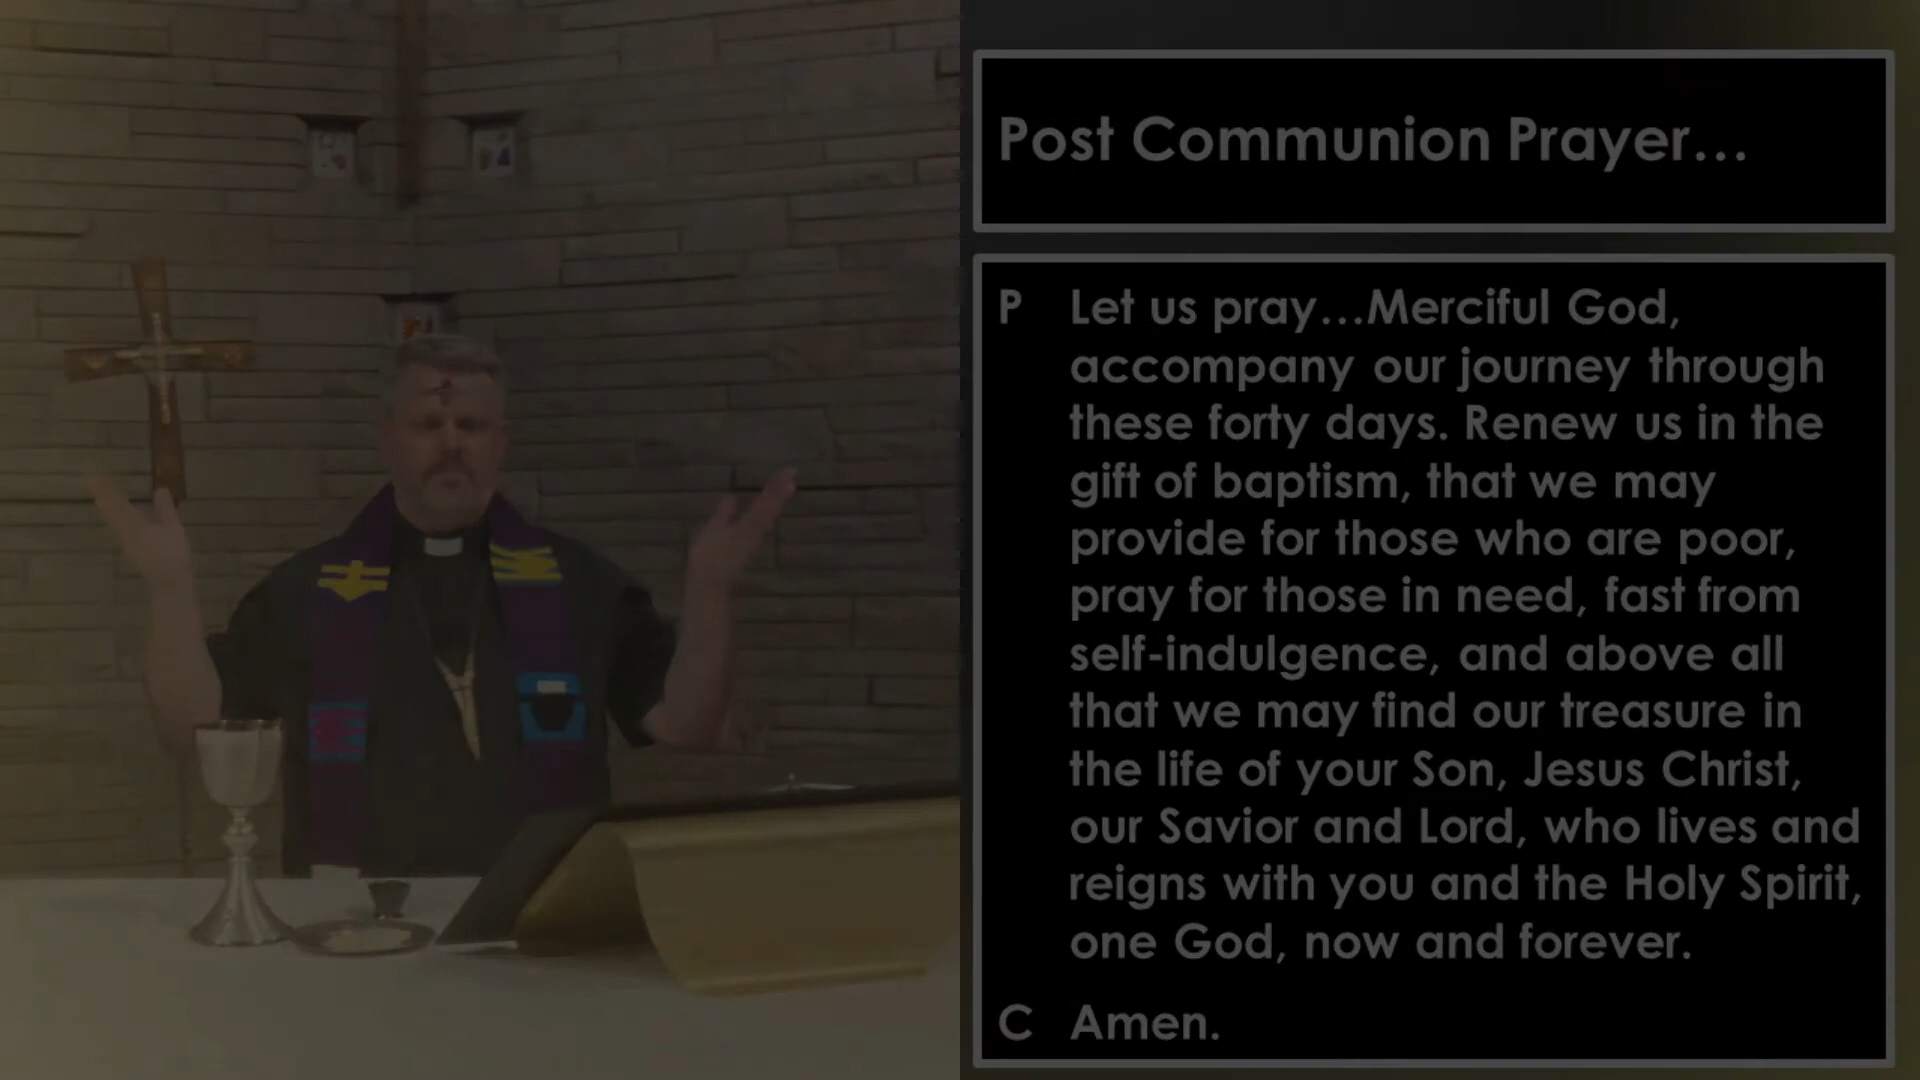 Post Communion Prayer…
P Let us pray…Merciful God,
accompany our journey through
these forty days. Renew us in the
gift of baptism, that we may
provide for those who are poor,
pray for those in need, fast from
self-indulgence, and above all
that we may find our treasure in
the life of your Son, Jesus Christ,
our Savior and Lord, who lives and
reigns with you and the Holy Spirit,
one God, now and forever.
C Amen.